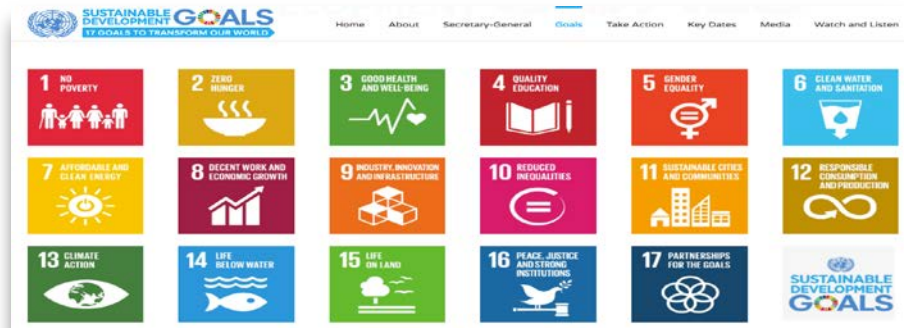 SUSTAINABLE
DEVELOPMENT GOALS
17 GOALS TO TRANSFORM OUR WORLD
Home About Secretary-General Goals Take Action Key Dates Media Watch and Listen
1 NO
POVERTY
2 ZERO
HUNGER
3 GOOD HEALTH
AND WELL-BEING
4 QUALITY
EDUCATION
5 GENDER
EQUALITY
6 CLEAN WATER
AND SANITATION
7 AFFORDABLE AND
CLEAN ENERGY
8 DECENT WORK AND
ECONOMIC GROWTH
9 INDUSTRY, INNOVATION
AND INFRASTRUCTURE
10 REDUCED
INEQUALITIES
11 SUSTAINABLE CITIES
AND COMMUNITIES
12 RESPONSIBLE
CONSUMPTION
AND PRODUCTION
13 CLIMATE
ACTION
14 LIFE
BELOW WATER
15 LIFE
ON LAND
16 PEACE, JUSTICE
AND STRONG
INSTITUTIONS
17 PARTNERSHIPS
FOR THE GOALS
SUSTAINABLE
DEVELOPMENT
GOALS